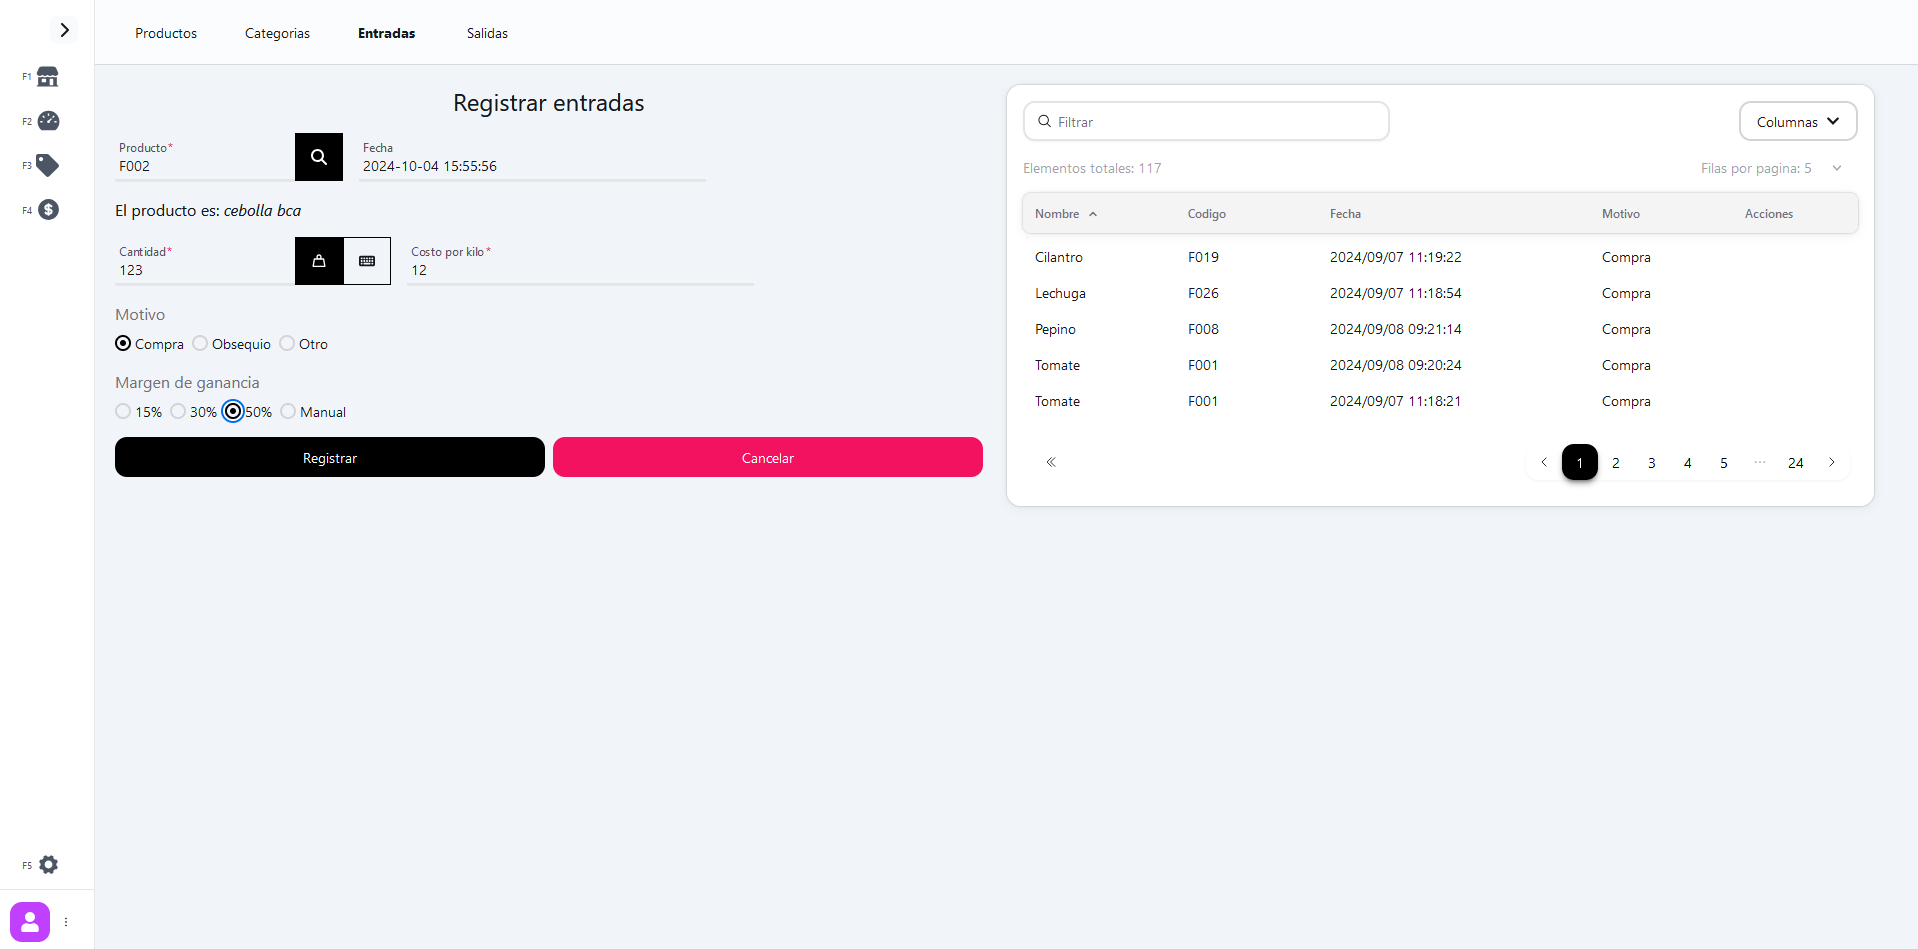 Productos Categorias Entradas Salidas
F1
F2
F3
F4
F5
Registrar entradas
Producto*
F002
Fecha
2024-10-04 15:55:56
El producto es: cebolla bca
Cantidad*
123
Costo por kilo*
12
Motivo
Compra Obsequio Otro
Margen de ganancia
15% 30% 50% Manual
Registrar Cancelar
Filtrar
Columnas
Elementos totales: 117 Filas por pagina: 5
Nombre Codigo Fecha Motivo Acciones
Cilantro F019 2024/09/07 11:19:22 Compra
Lechuga F026 2024/09/07 11:18:54 Compra
Pepino F008 2024/09/08 09:21:14 Compra
Tomate F001 2024/09/08 09:20:24 Compra
Tomate F001 2024/09/07 11:18:21 Compra
1 2 3 4 5 ... 24